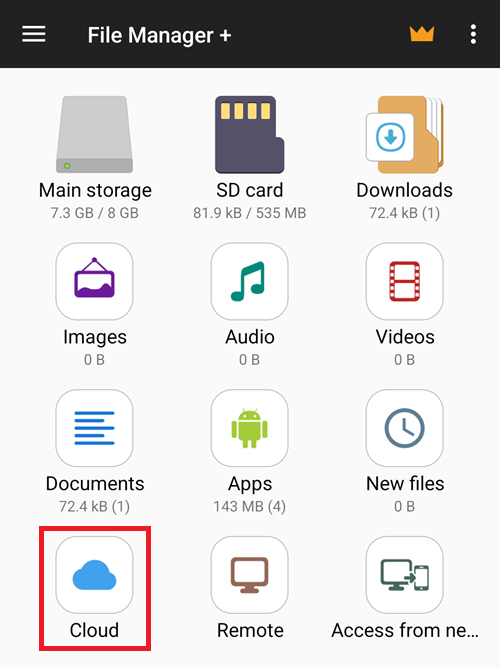 File Manager +
Main storage SD card Downloads
7.3 GB / 8 GB 81.9 kB / 535 MB 72.4 kB (1)
Images Audio Videos
0 B 0 B 0 B
Documents Apps New files
72.4 kB (1) 143 MB (4) 0 B
Cloud Remote Access from ne...